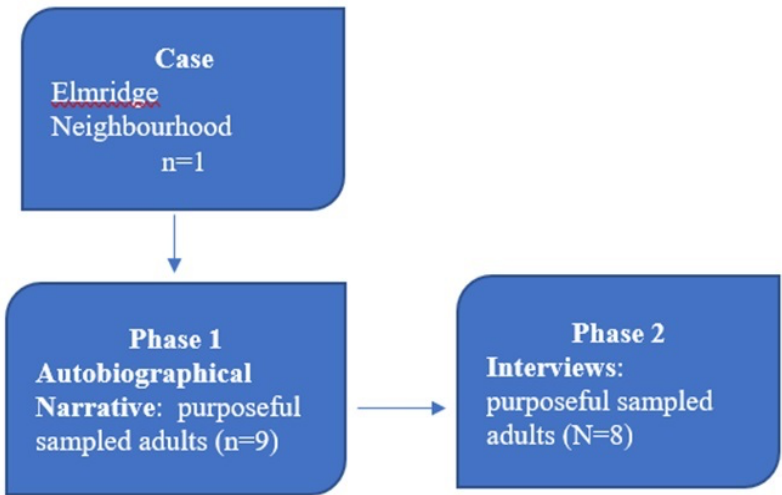 Case
Elmridge
Neighbourhood
n=1
Phase 1
Autobiographical
Narrative: purposeful
sampled adults (n=9)
Phase 2
Interviews:
purposeful sampled
adults (N=8)